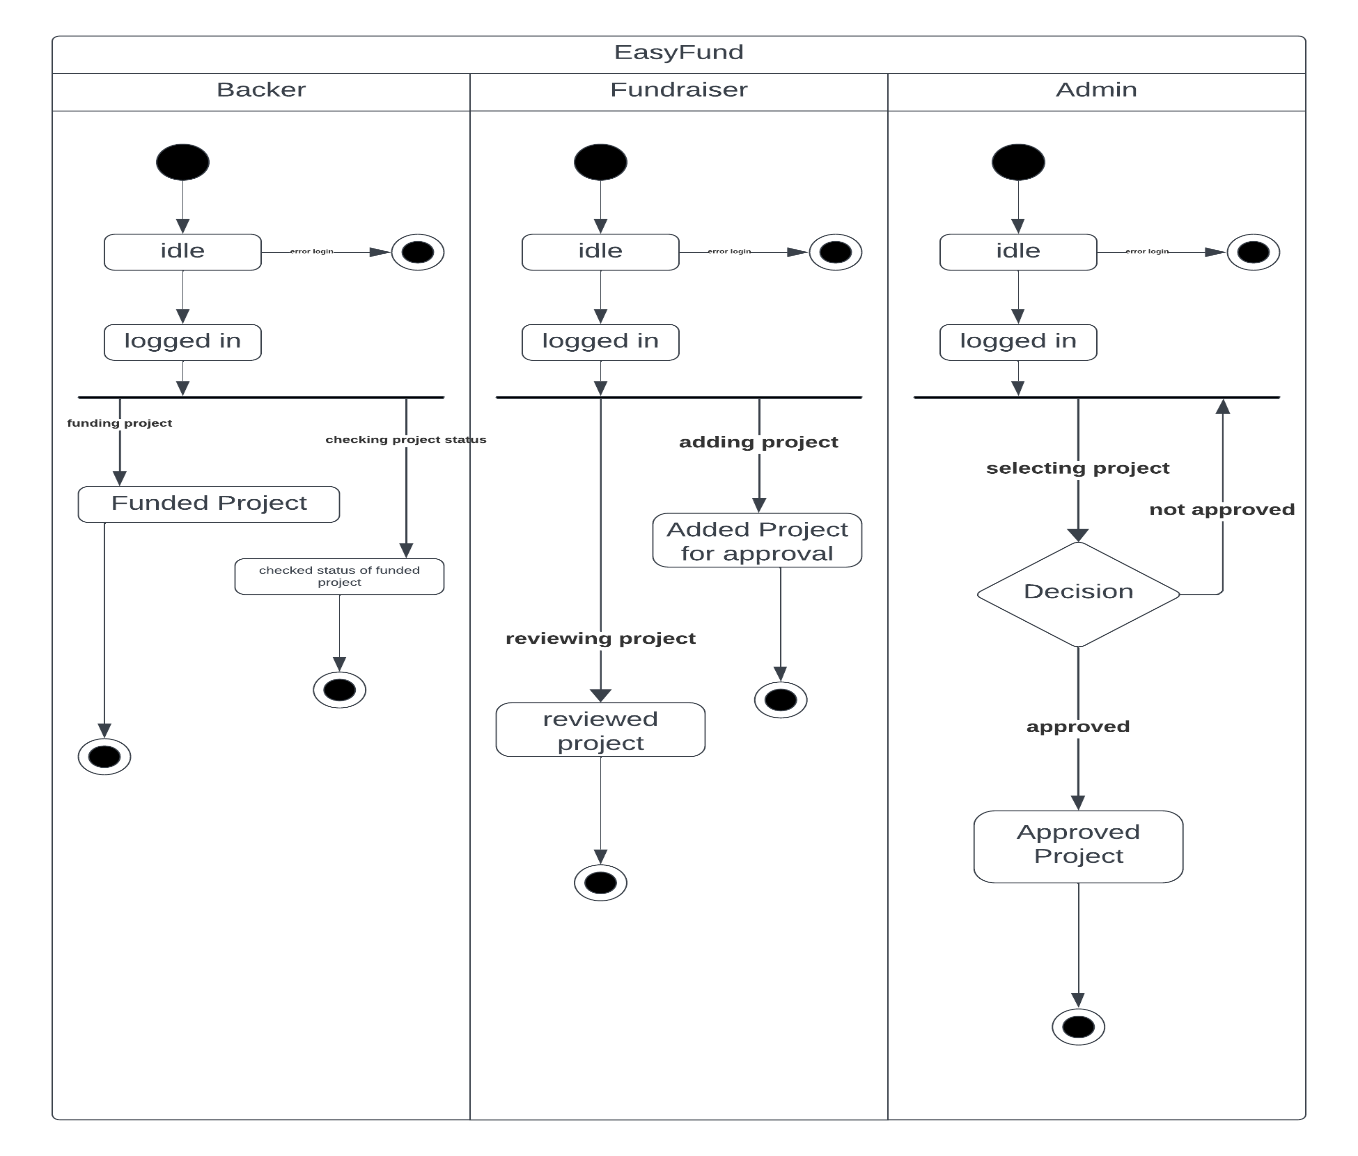 EasyFund
Backer
Fundraiser
Admin
idle
error login
logged in
funding project
checking project status
Funded Project
checked status of funded
project
idle
error login
logged in
adding project
Added Project
for approval
reviewing project
reviewed
project
idle
error login
logged in
selecting project
not approved
Decision
approved
Approved
Project